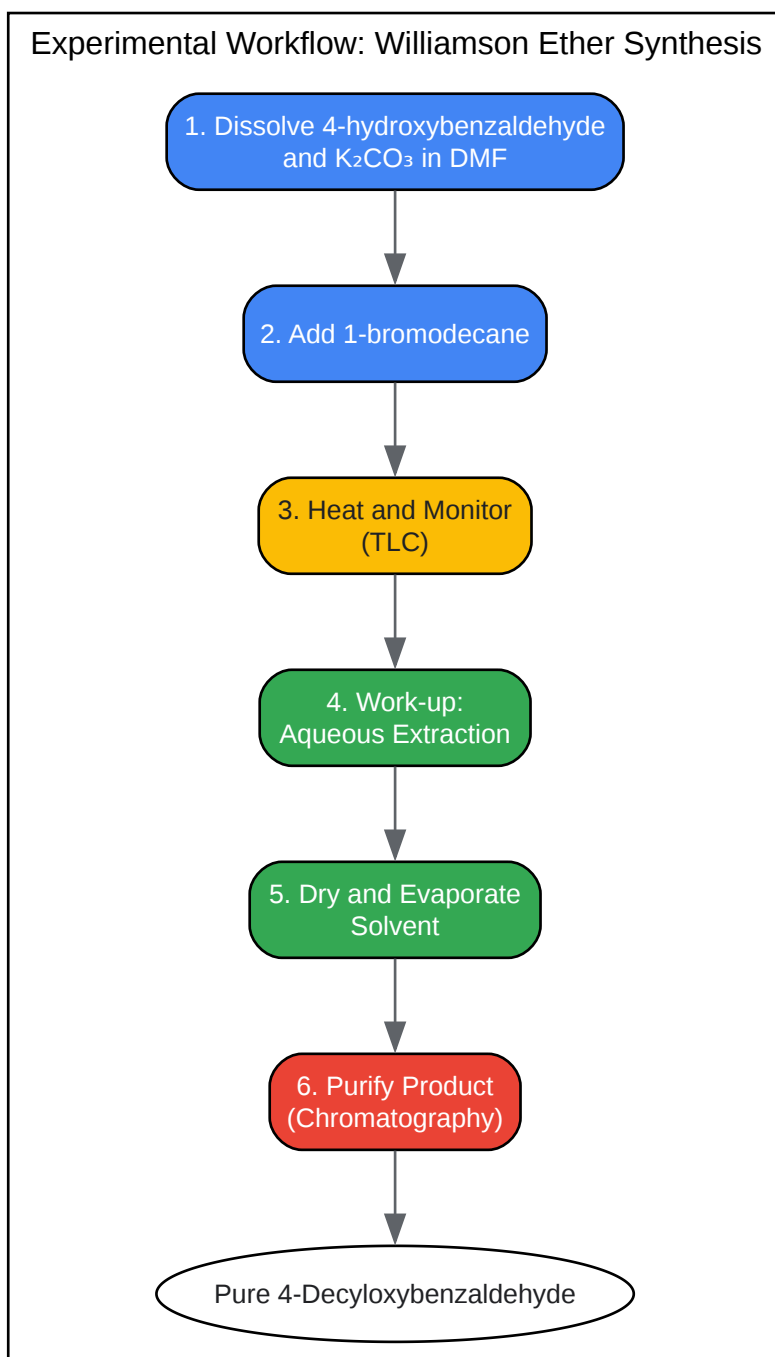 Experimental Workflow: Williamson Ether Synthesis
1. Dissolve 4-hydroxybenzaldehyde
and K₂CO₃ in DMF
2. Add 1-bromodecane
3. Heat and Monitor
(TLC)
4. Work-up:
Aqueous Extraction
5. Dry and Evaporate
Solvent
6. Purify Product
(Chromatography)
Pure 4-Decyloxybenzaldehyde